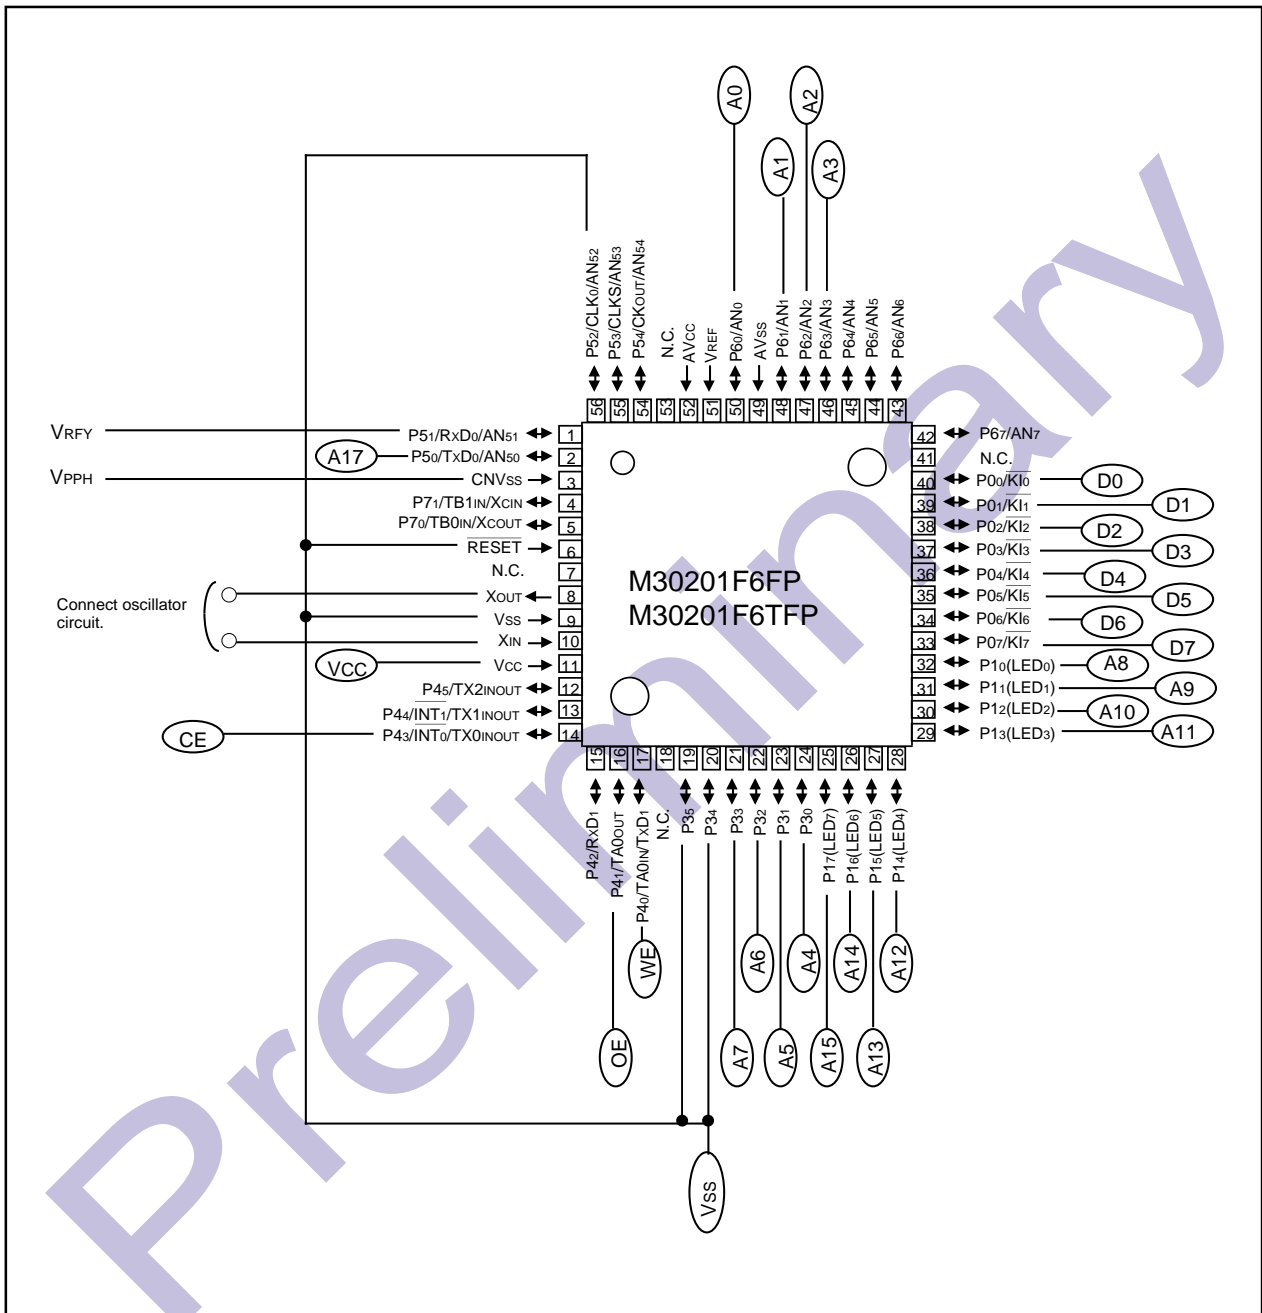 A0
A2
A1
A3
P52/CLK0/AN52
P53/CLKS/AN53
P54/CKOUT/AN54
N.C.
AVCC
VREF
P60/AN0
AVSS
P61/AN1
P62/AN2
P63/AN3
P64/AN4
P65/AN5
P66/AN6
56 55 54 53 52 51 50 49 48 47 46 45 44 43
VRFY P51/RxD0/AN51 1
A17 P50/TxD0/AN50 2
VPPH CNVSS 3
P71/TB1IN/XCIN 4
P70/TB0IN/XCOUT 5
RESET 6
N.C. 7
XOUT 8
VSS 9
XIN 10
VCC VCC 11
P45/TX2INOUT 12
P44/INT1/TX1INOUT 13
CE P43/INT0/TX0INOUT 14
Connect oscillator
circuit.
M30201F6FP
M30201F6TFP
42 P67/AN7
41 N.C.
40 P00/KI0 D0
39 P01/KI1 D1
38 P02/KI2 D2
37 P03/KI3 D3
36 P04/KI4 D4
35 P05/KI5 D5
34 P06/KI6 D6
33 P07/KI7 D7
32 P10(LED0) A8
31 P11(LED1) A9
30 P12(LED2) A10
29 P13(LED3) A11
15 16 17 18 19 20 21 22 23 24 25 26 27 28
P42/RXD1
P41/TA0OUT
P40/TA0IN/TXD1
N.C.
P35
P34
P33
P32
P31
P30
P17(LED7)
P16(LED6)
P15(LED5)
P14(LED4)
WE
A6
A4
A14
A12
OE
A7
A5
A15
A13
VSS
Preliminary